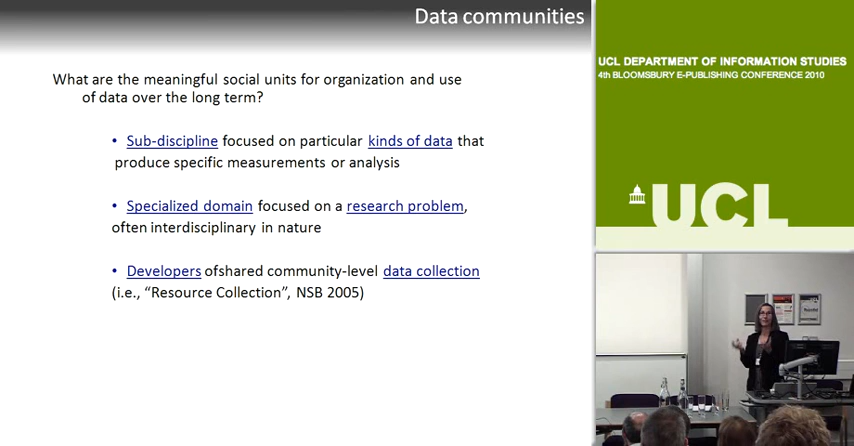 Data communities
What are the meaningful social units for organization and use
of data over the long term?
• Sub-discipline focused on particular kinds of data that
produce specific measurements or analysis
• Specialized domain focused on a research problem,
often interdisciplinary in nature
• Developers ofshared community-level data collection
(i.e., “Resource Collection”, NSB 2005)
UCL DEPARTMENT OF INFORMATION STUDIES
4th BLOOMSBURY E-PUBLISHING CONFERENCE 2010
UCL